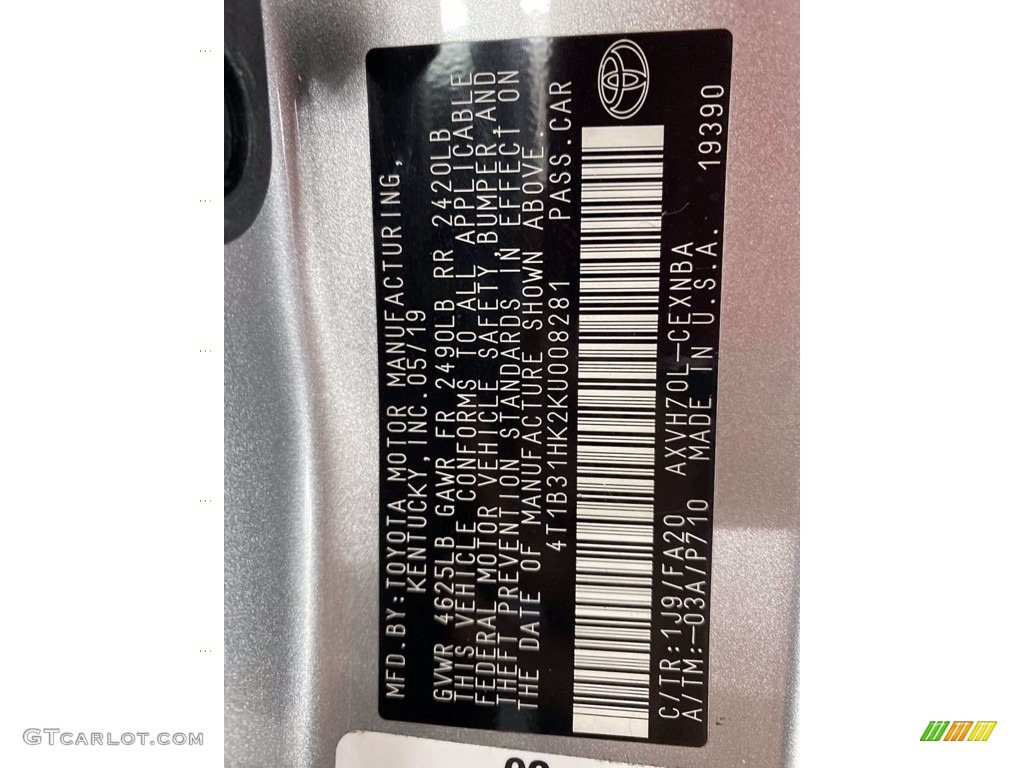 MFD.BY:TOYOTA MOTOR MANUFACTURING,
KENTUCKY,INC.05/19
GVWR 4625LB GAWR FR 2490LB RR 2420LB
THIS VEHICLE CONFORMS TO ALL APPLICABLE
FEDERAL MOTOR VEHICLE SAFETY,BUMPER,AND
THEFT PREVENTION STANDARDS IN EFFECT ON
THE DATE OF MANUFACTURE SHOWN ABOVE.
4T1B31HK2KU008281 PASS.CAR
C/TR:1J9/FA20 AXVH70L-CEXNBA
A/TM:-03A/P710 MADE IN U.S.A. 19390
GTCarlot.com